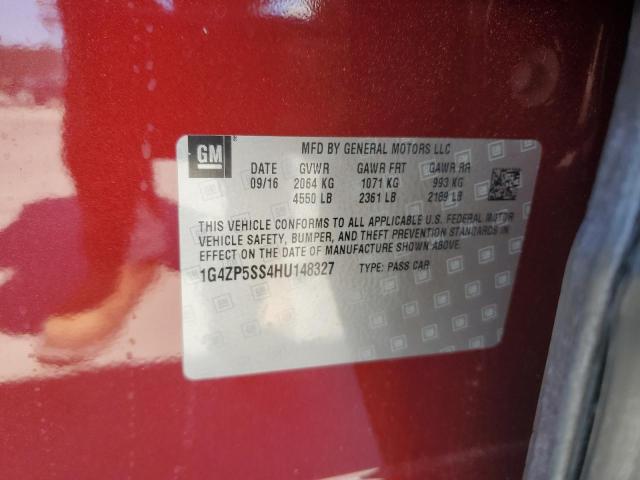 GM ®
MFD BY GENERAL MOTORS LLC
DATE GVWR GAWR FRT GAWR RR
09/16 2064 KG 1071 KG 993 KG
4550 LB 2361 LB 2189 LB
THIS VEHICLE CONFORMS TO ALL APPLICABLE U.S. FEDERAL MOTOR
VEHICLE SAFETY, BUMPER, AND THEFT PREVENTION STANDARDS IN
EFFECT ON THE DATE OF MANUFACTURE SHOWN ABOVE.
1G4ZP5SS4HU148327 TYPE: PASS CAR